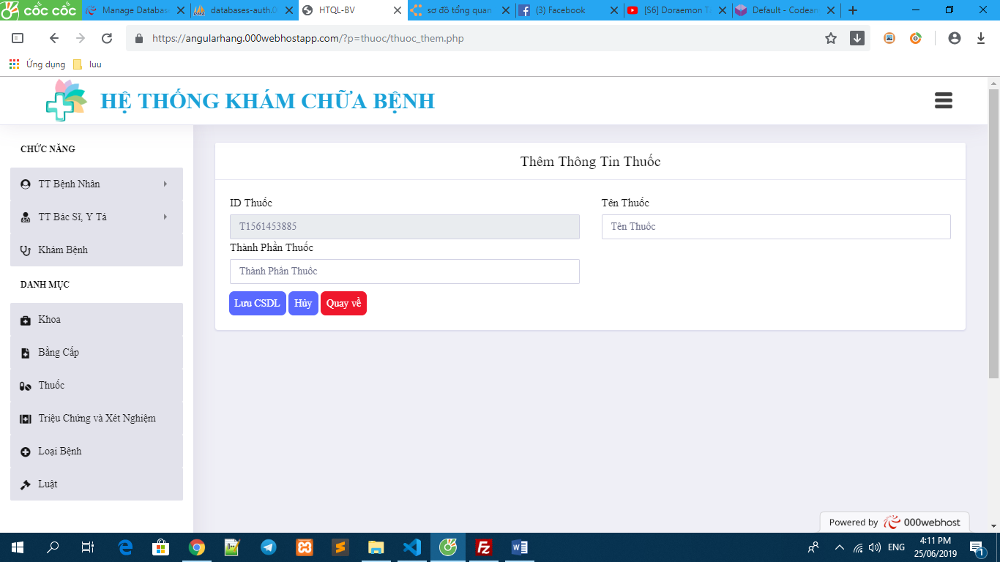 cốc cốc
Manage Databas
databases-auth.0
HTQL-BV
sơ đồ tổng quan
(3) Facebook
[S6] Doraemon T
Default - Codean
https://angularhang.000webhostapp.com/?p=thuoc/thuoc_them.php
Ứng dụng
luu
HỆ THỐNG KHÁM CHỮA BỆNH
CHỨC NĂNG
TT Bệnh Nhân
TT Bác Sĩ, Y Tá
Khám Bệnh
DANH MỤC
Khoa
Bằng Cấp
Thuốc
Triệu Chứng và Xét Nghiệm
Loại Bệnh
Luật
Thêm Thông Tin Thuốc
ID Thuốc
Tên Thuốc
T1561453885
Tên Thuốc
Thành Phần Thuốc
Thành Phần Thuốc
Lưu CSDL
Hủy
Quay về
Powered by 000webhost
ENG
4:11 PM
25/06/2019
1